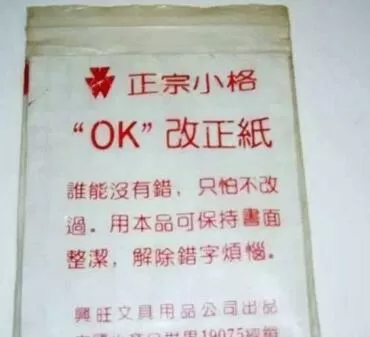 正宗小格
“OK”改正紙
誰能沒有錯，只怕不改
過。用本品可保持書面
整潔，解除錯字煩惱。
興旺文具用品公司出品
19075